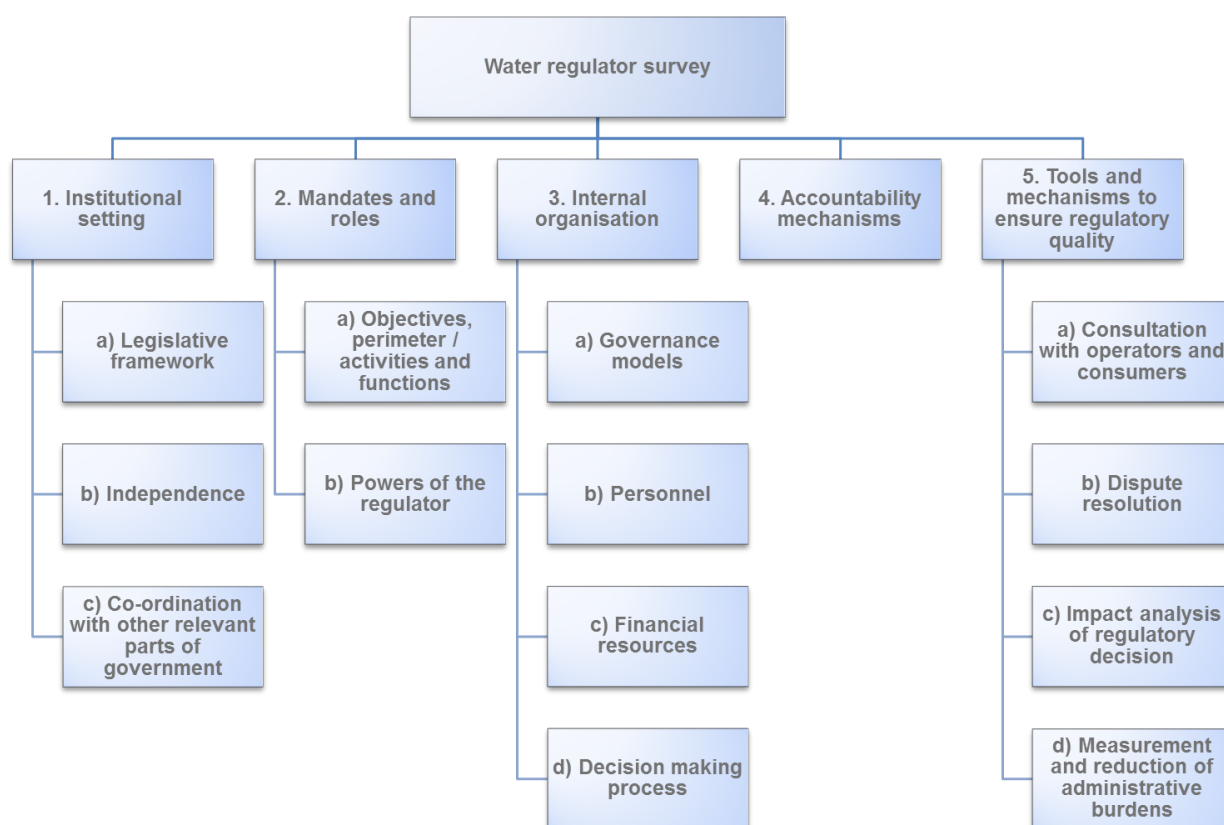 Water regulator survey
1. Institutional
setting
2. Mandates and
roles
3. Internal
organisation
4. Accountability
mechanisms
5. Tools and
mechanisms to
ensure regulatory
quality
a) Legislative
framework
b) Independence
c) Co-ordination
with other relevant
parts of
government
a) Objectives,
perimeter /
activities and
functions
b) Powers of the
regulator
a) Governance
models
b) Personnel
c) Financial
resources
d) Decision making
process
a) Consultation
with operators and
consumers
b) Dispute
resolution
c) Impact analysis
of regulatory
decision
d) Measurement
and reduction of
administrative
burdens